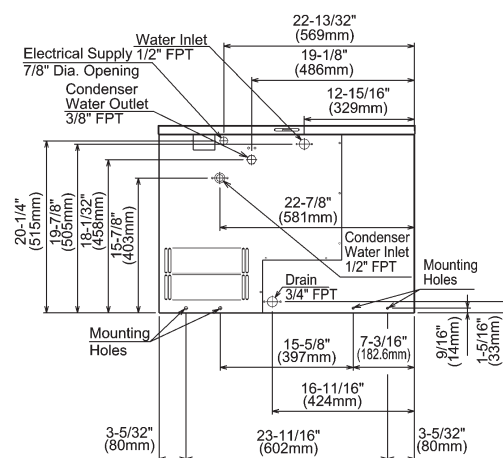 22-13/32"
(569mm)
Water Inlet
1/2" FPT
Electrical Supply
7/8" Dia. Opening
19-1/8"
(486mm)
Condenser
Water Outlet
3/8" FPT
12-15/16"
(329mm)
20-1/4"
(515mm)
19-7/8"
(505mm)
18-1/32"
(458mm)
15-7/8"
(403mm)
22-7/8"
(581mm)
Condenser
Water Inlet
1/2" FPT
Drain
3/4" FPT
Mounting
Holes
Mounting
Holes
15-5/8"
(397mm)
7-3/16"
(182.6mm)
9/16"
(14mm)
1-5/16"
(33mm)
16-11/16"
(424mm)
3-5/32"
(80mm)
23-11/16"
(602mm)
3-5/32"
(80mm)